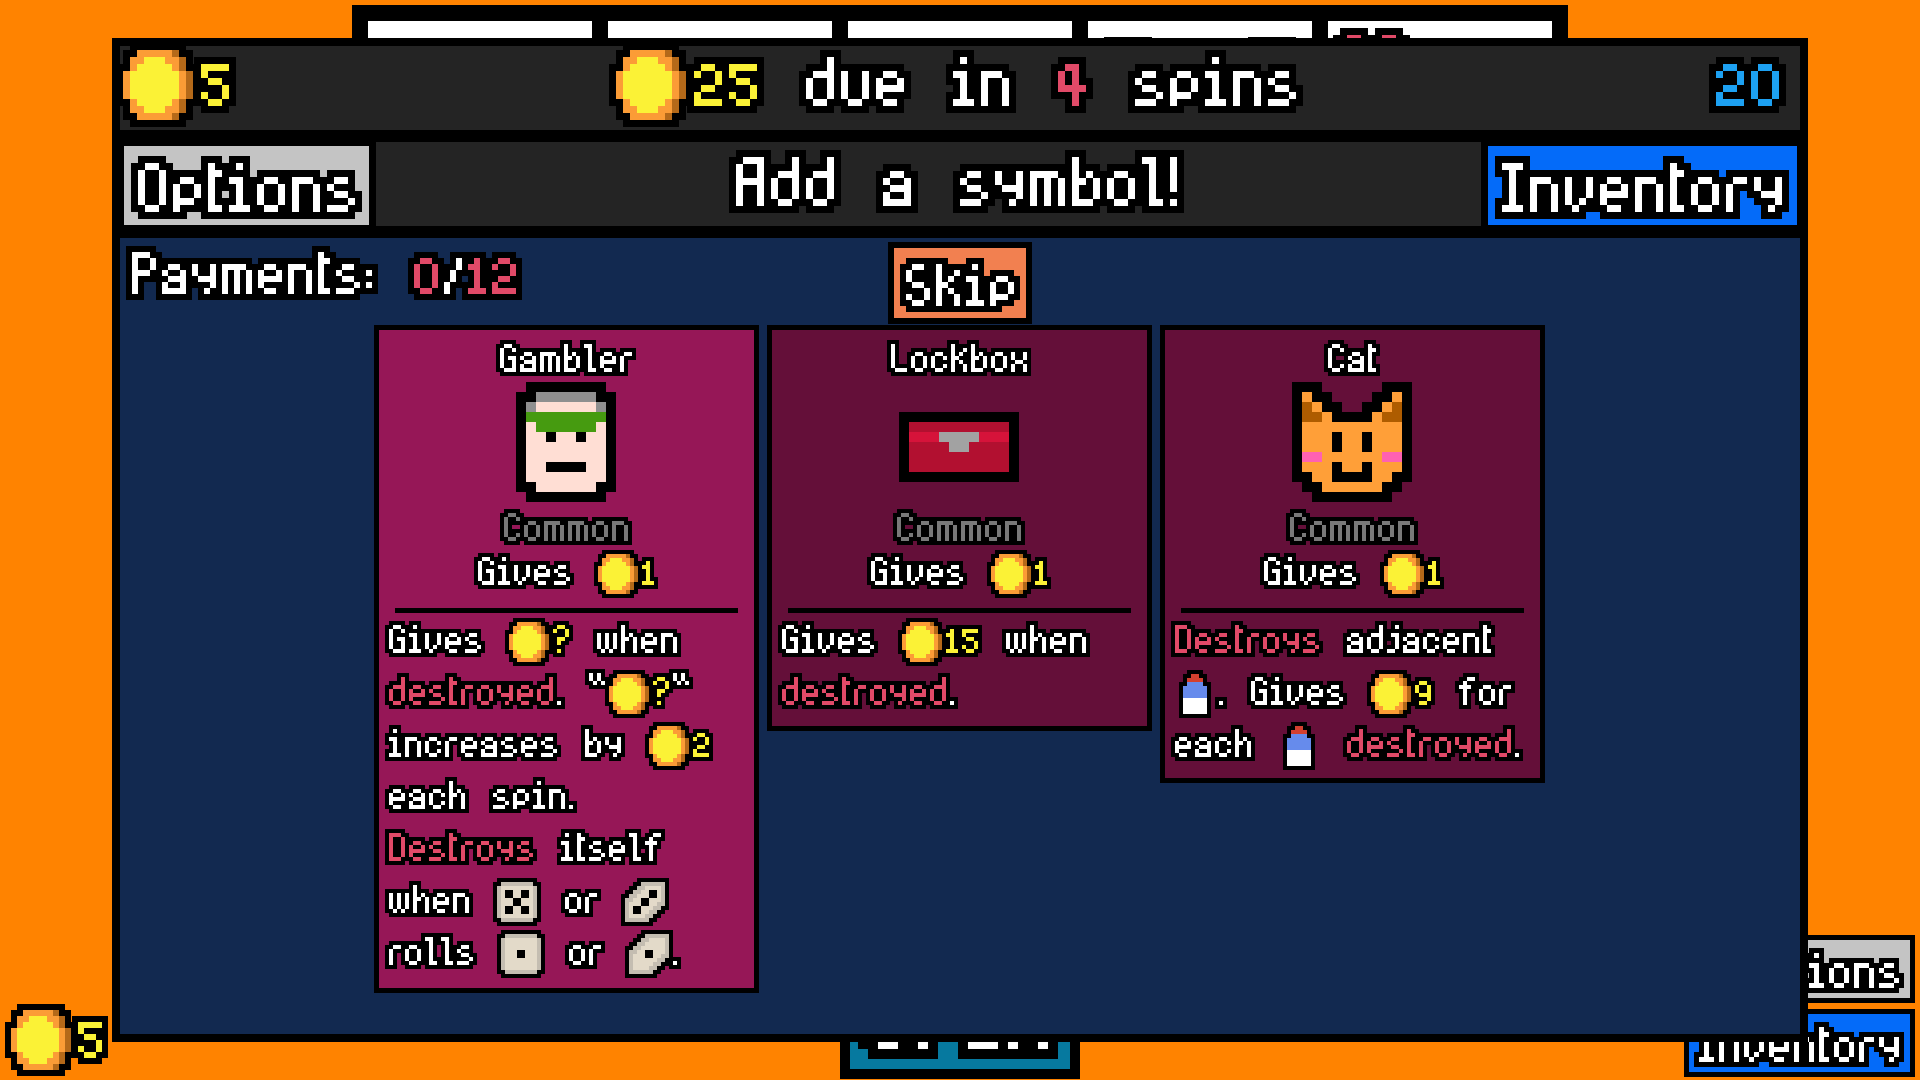 5
25 due in 4 spins
20
Options
Add a symbol!
Inventory
Payments: 0/12
Skip
Gambler
Common
Gives 1
Gives ? when
destroyed. "?"
increases by 2
each spin.
Destroys itself
when or
rolls or .
Lockbox
Common
Gives 1
Gives 15 when
destroyed.
Cat
Common
Gives 1
Destroys adjacent
. Gives 9 for
each destroyed.
ions
Inventory
5